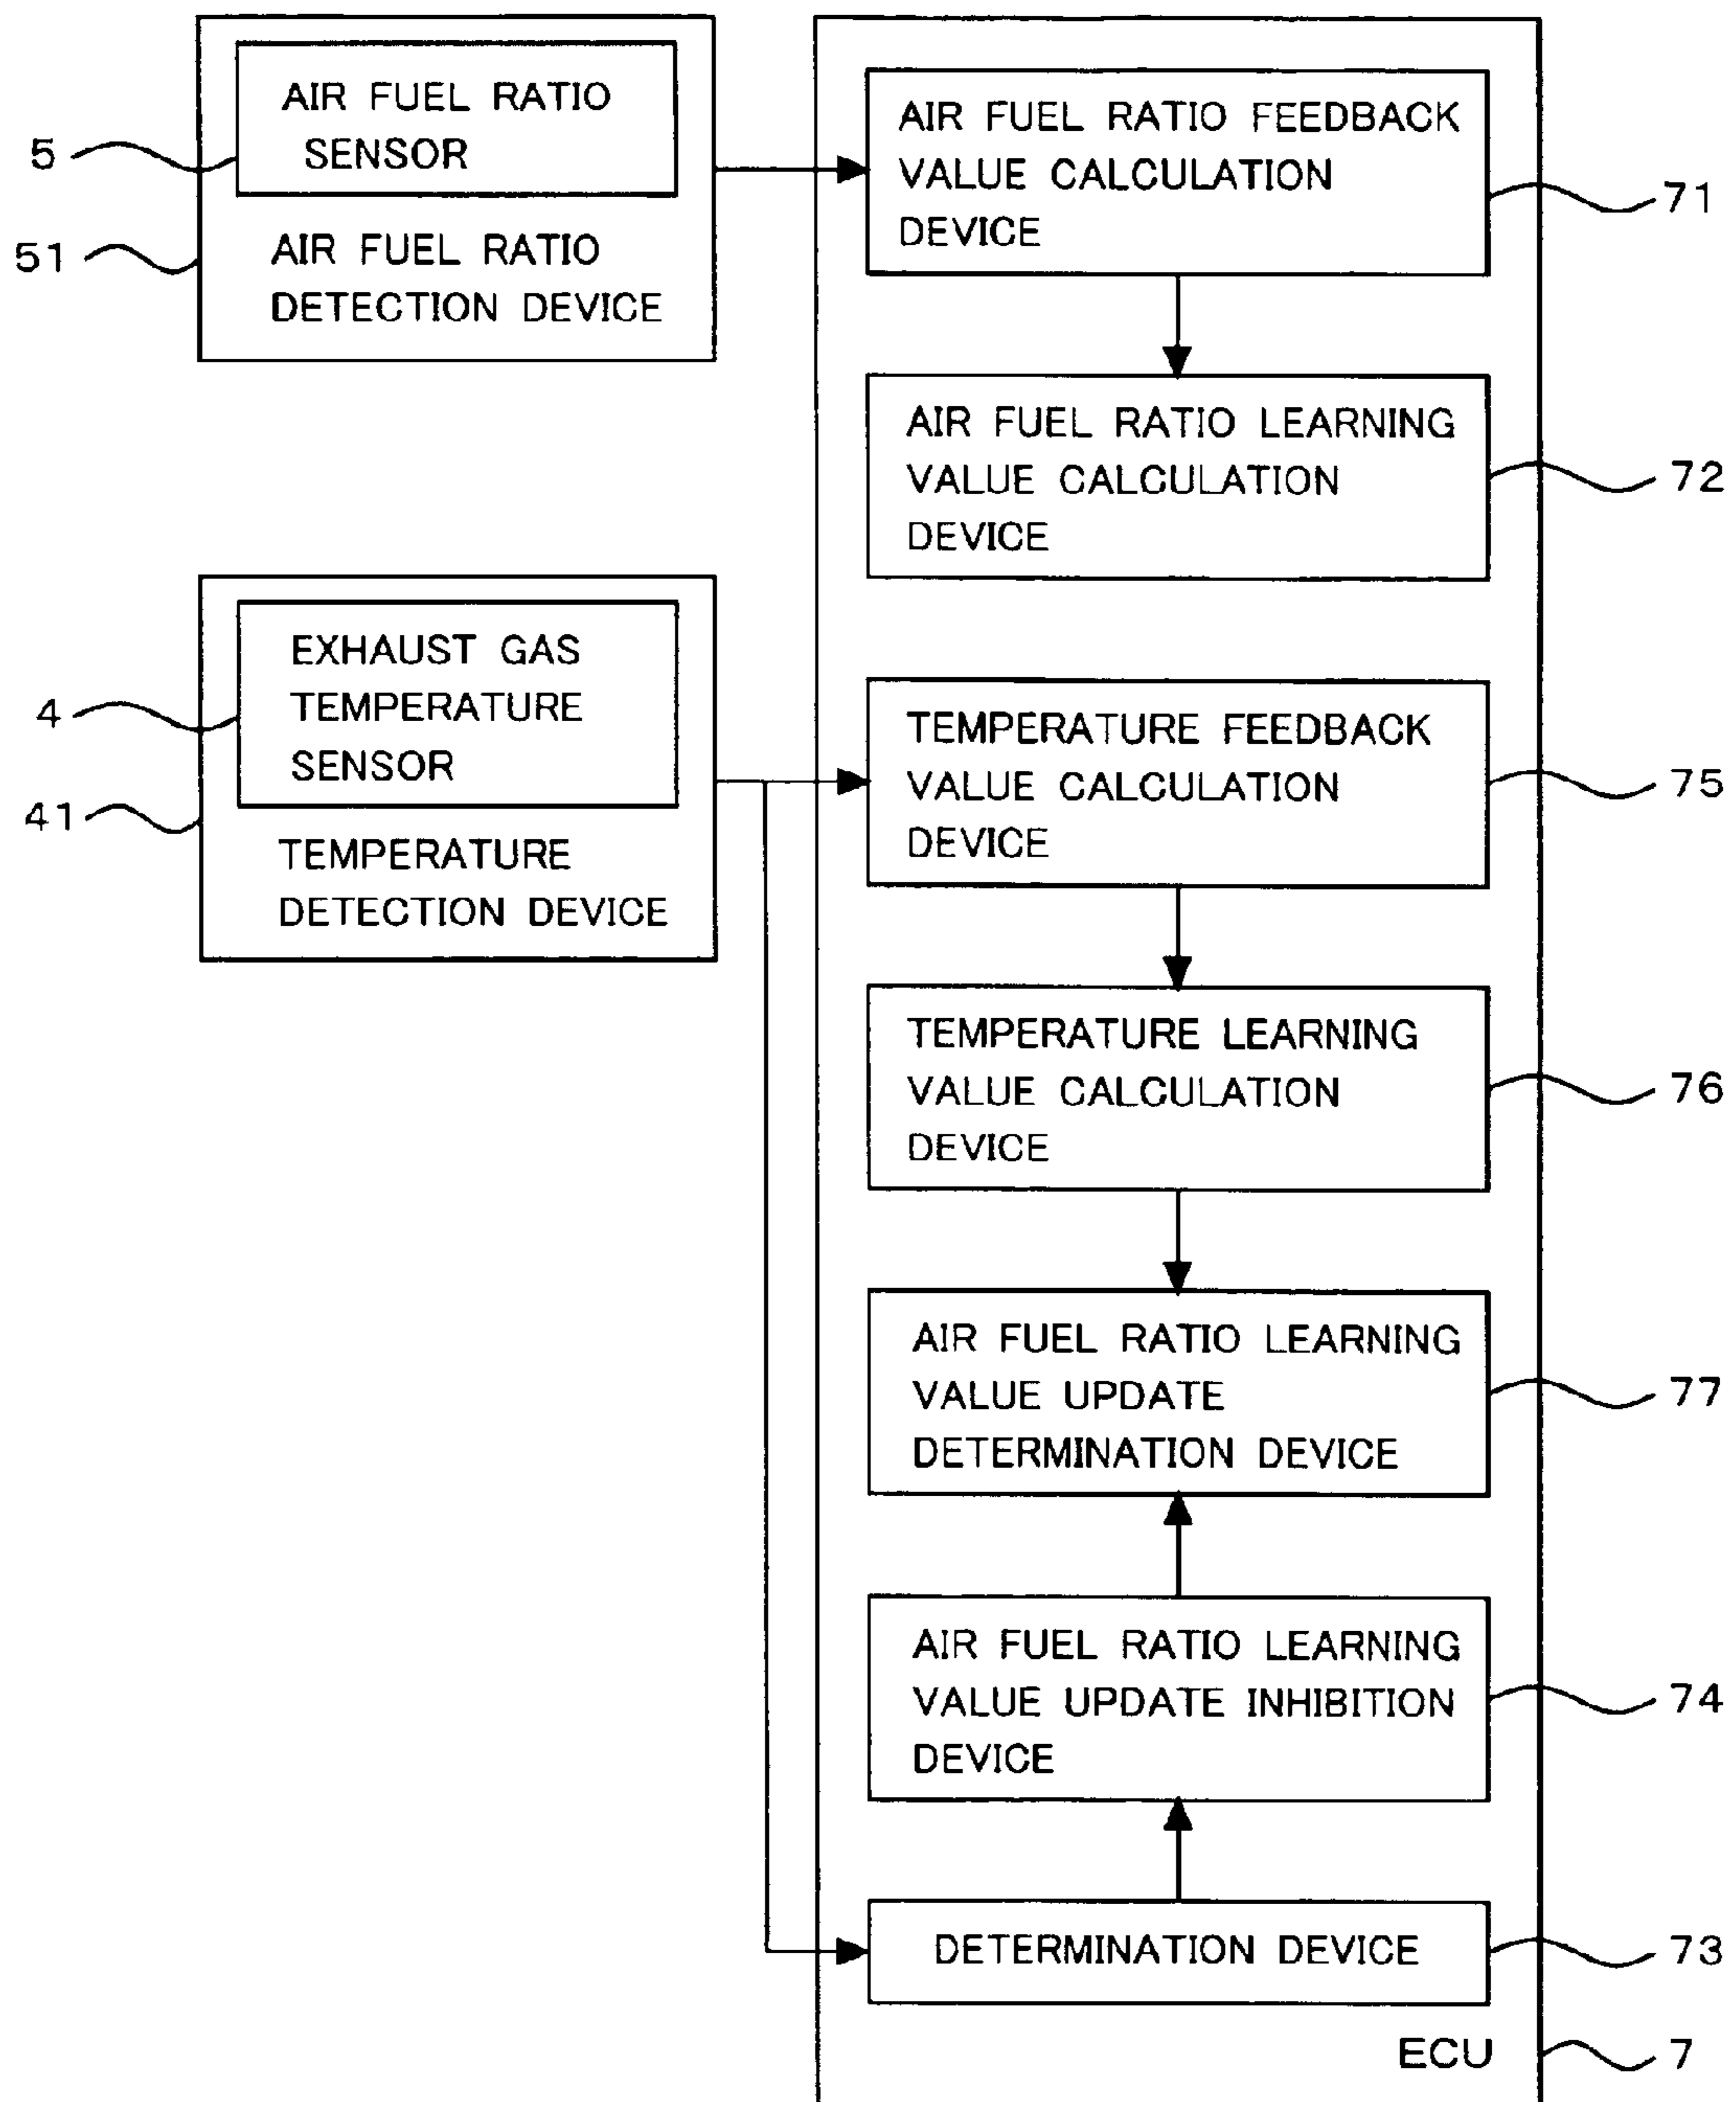 AIR FUEL RATIO
SENSOR
5
AIR FUEL RATIO
DETECTION DEVICE
51
AIR FUEL RATIO FEEDBACK
VALUE CALCULATION
DEVICE
71
AIR FUEL RATIO LEARNING
VALUE CALCULATION
DEVICE
72
EXHAUST GAS
TEMPERATURE
SENSOR
4
TEMPERATURE
DETECTION DEVICE
41
TEMPERATURE FEEDBACK
VALUE CALCULATION
DEVICE
75
TEMPERATURE LEARNING
VALUE CALCULATION
DEVICE
76
AIR FUEL RATIO LEARNING
VALUE UPDATE
DETERMINATION DEVICE
77
AIR FUEL RATIO LEARNING
VALUE UPDATE INHIBITION
DEVICE
74
DETERMINATION DEVICE
73
ECU
7